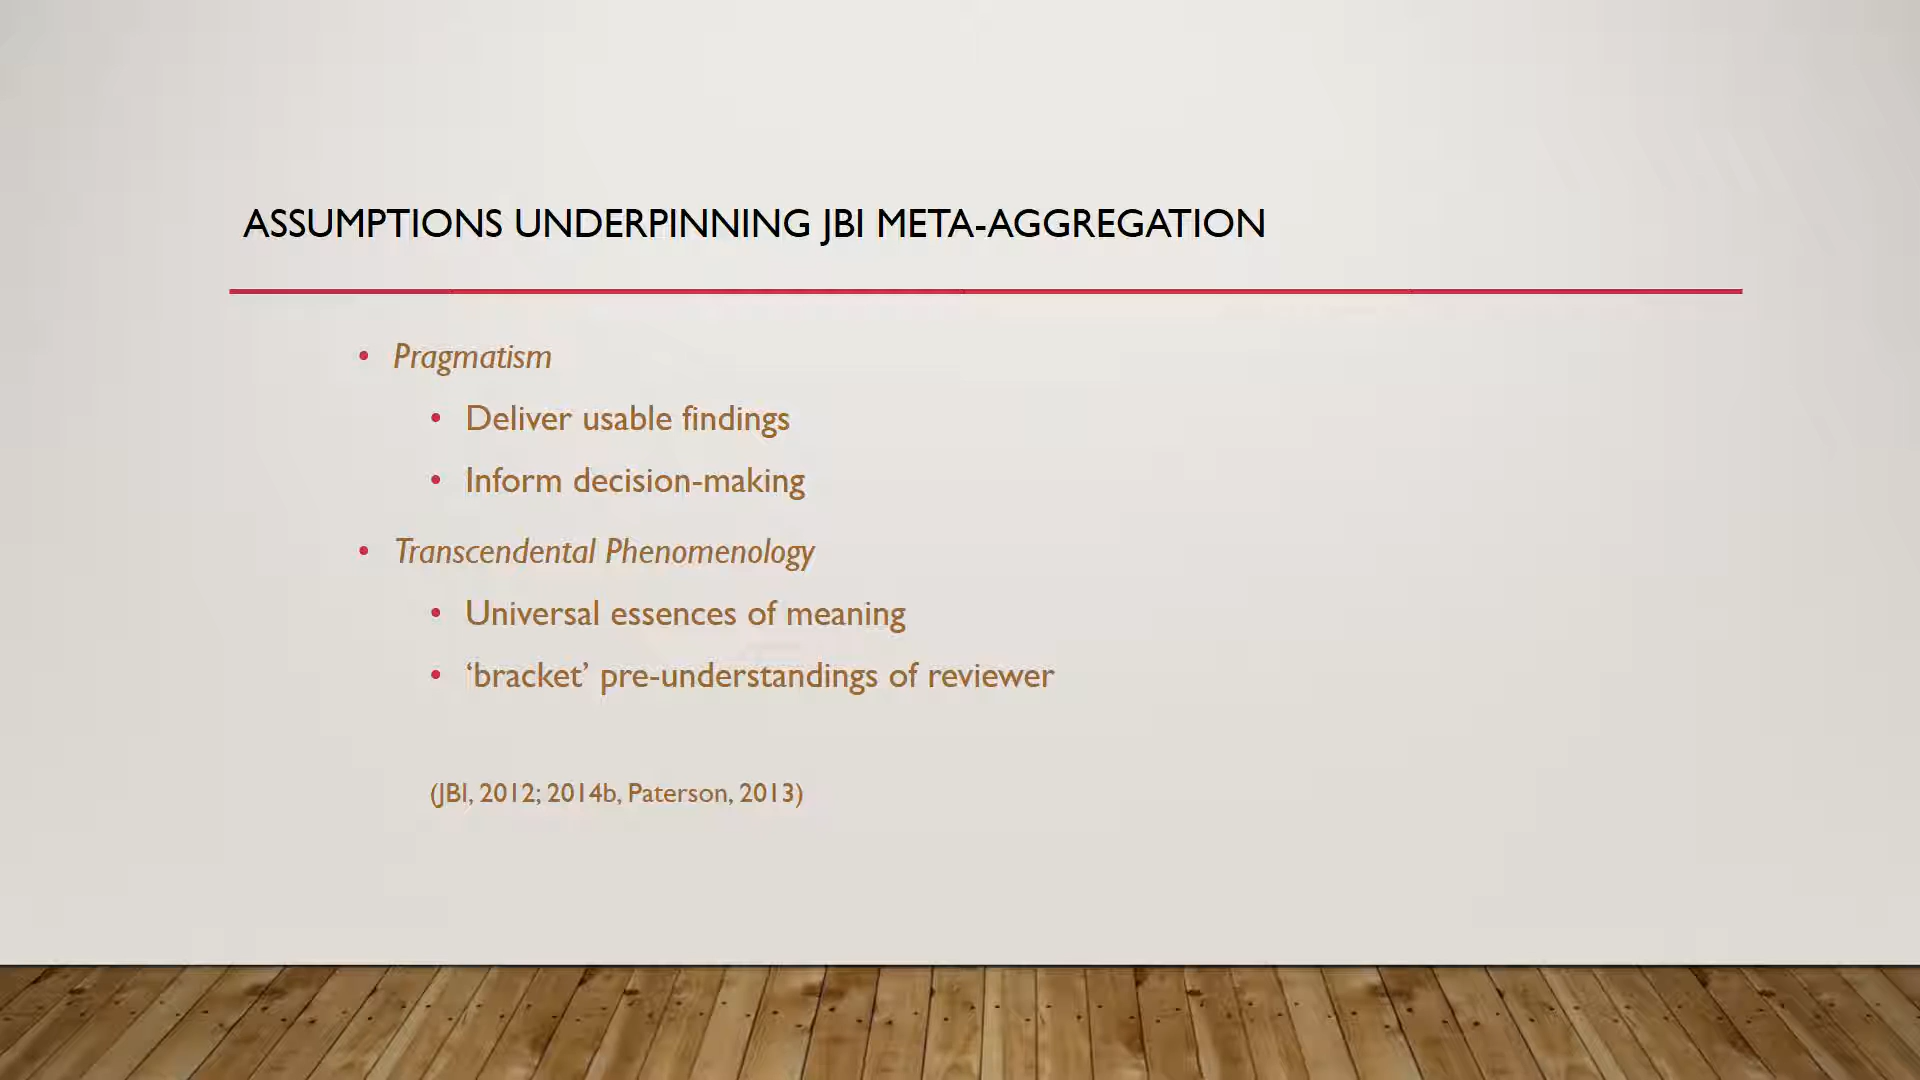 ASSUMPTIONS UNDERPINNING JBI META-AGGREGATION
• Pragmatism
• Deliver usable findings
• Inform decision-making
• Transcendental Phenomenology
• Universal essences of meaning
• ‘bracket’ pre-understandings of reviewer
(JBI, 2012; 2014b, Paterson, 2013)